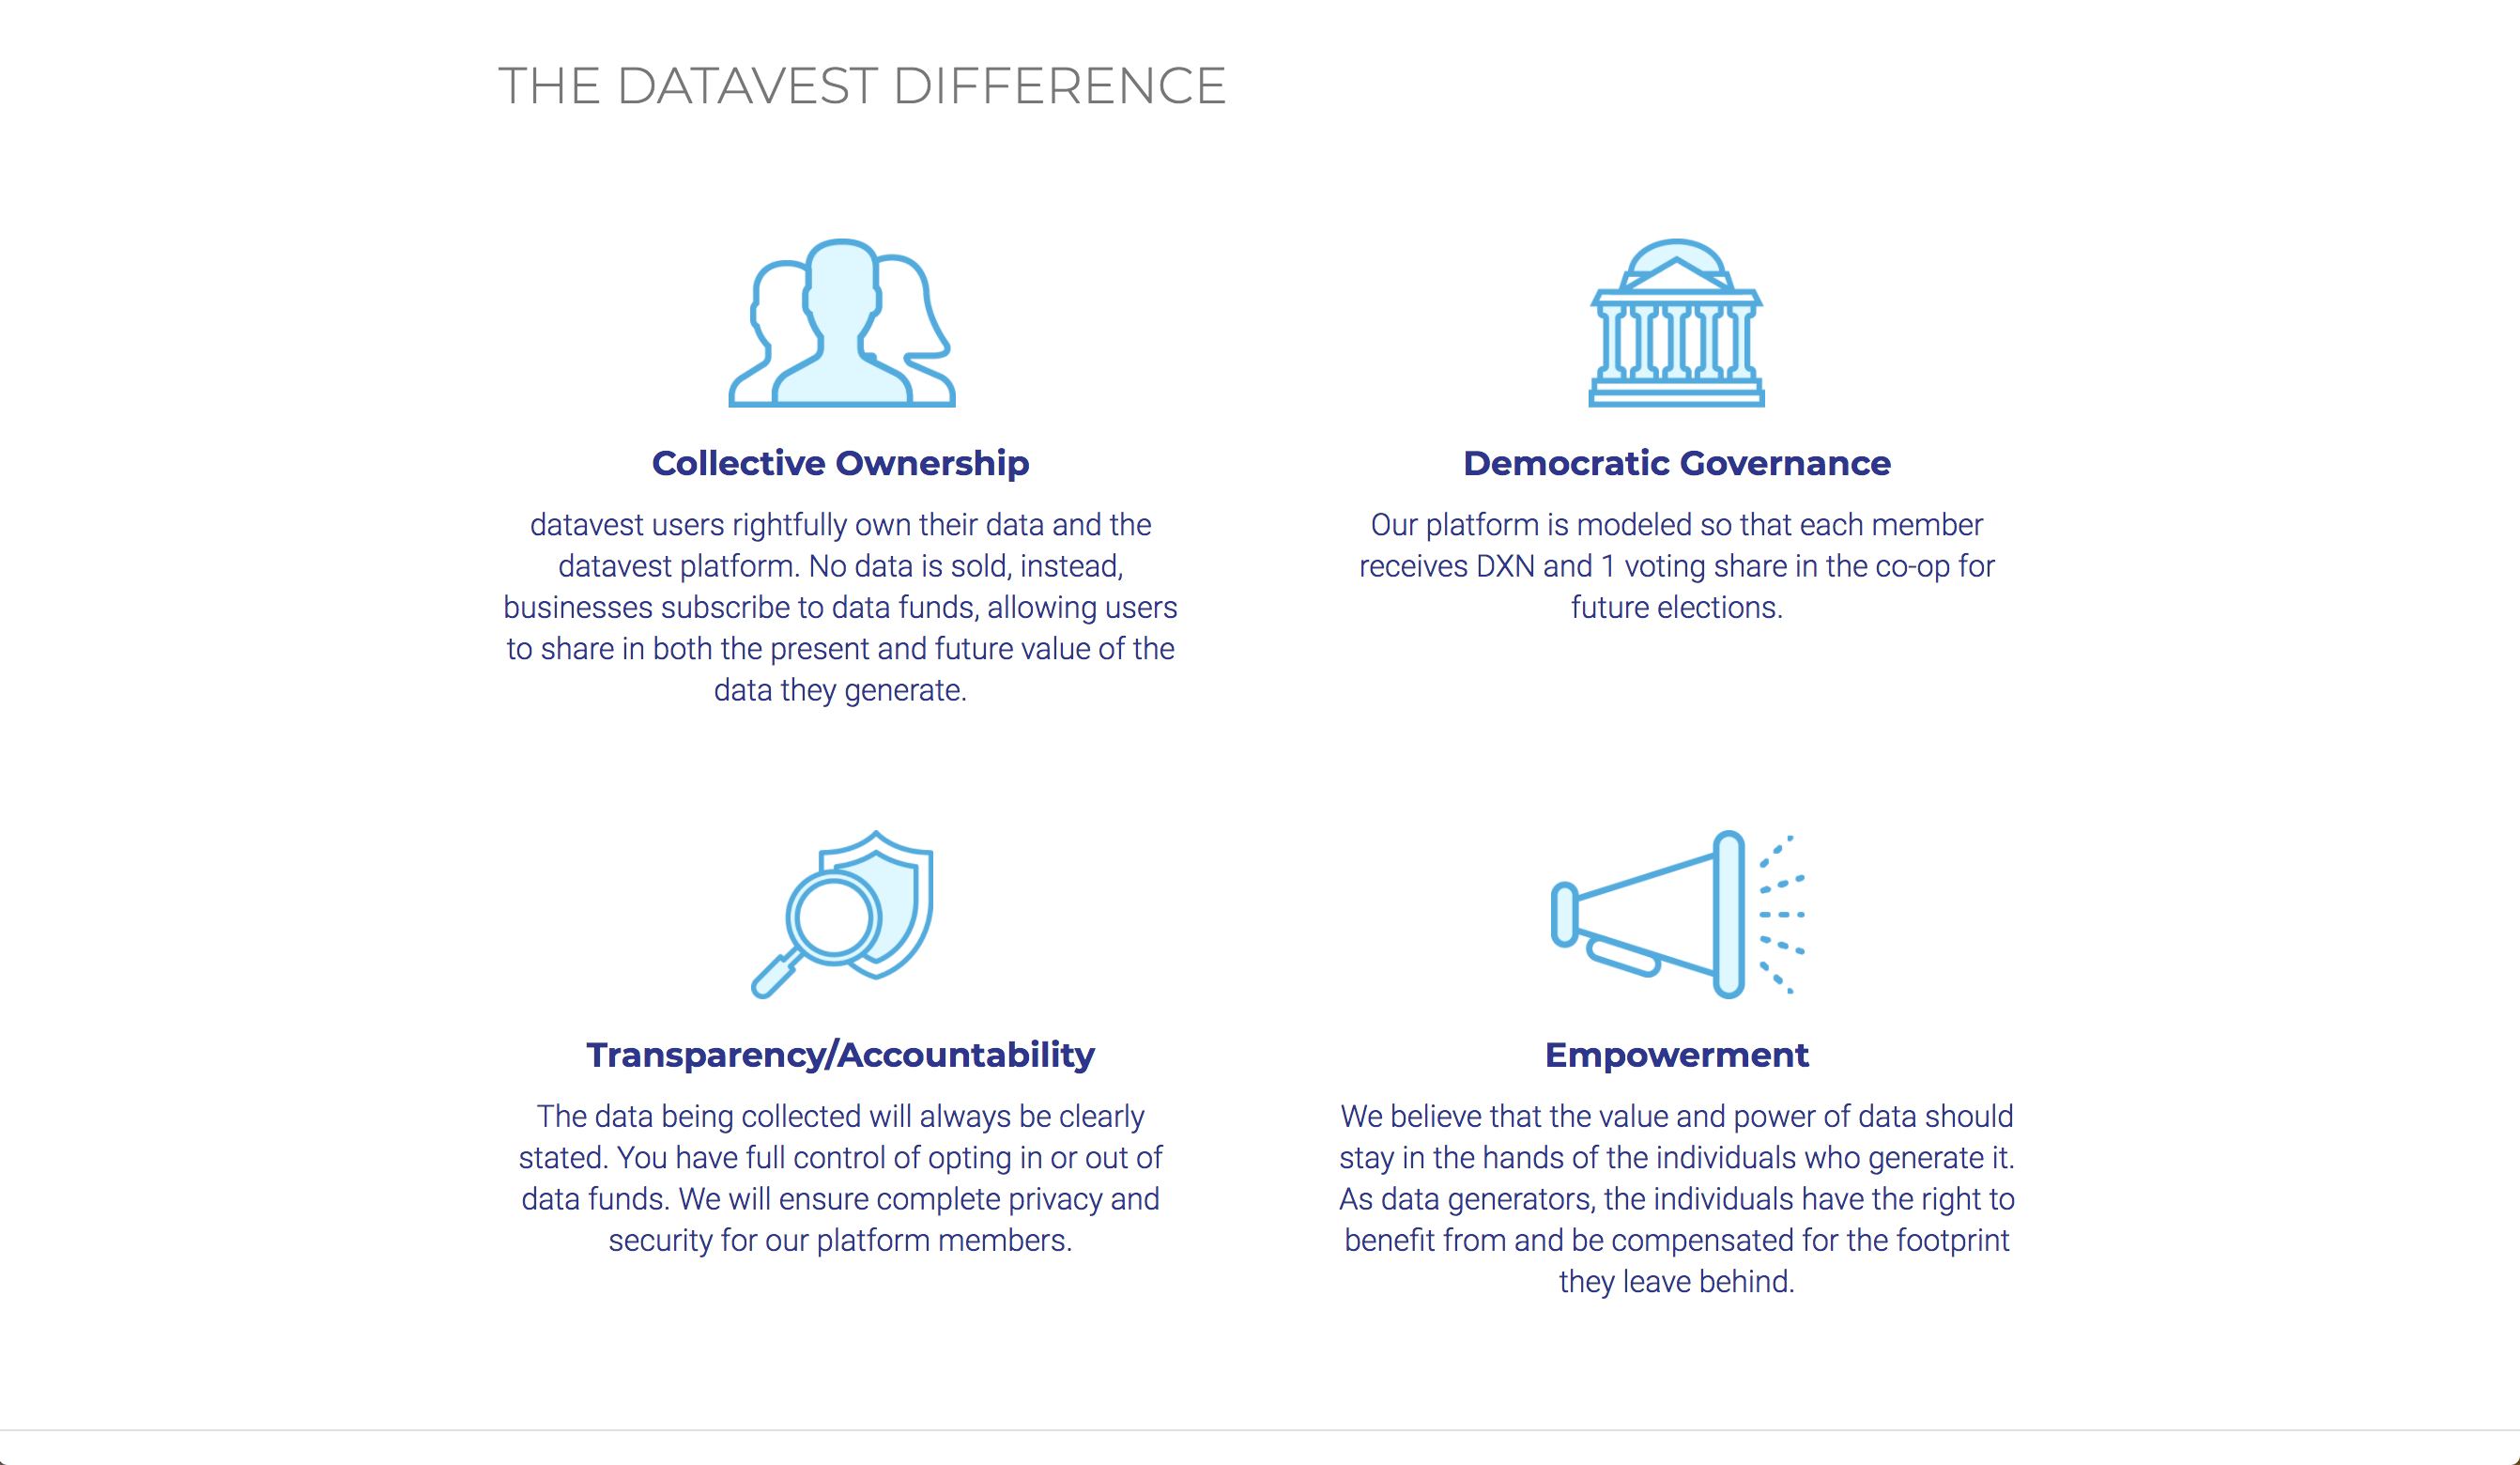 THE DATAVEST DIFFERENCE
Collective Ownership
datavest users rightfully own their data and the
datavest platform. No data is sold, instead,
businesses subscribe to data funds, allowing users
to share in both the present and future value of the
data they generate.
Democratic Governance
Our platform is modeled so that each member
receives DXN and 1 voting share in the co-op for
future elections.
Transparency/Accountability
The data being collected will always be clearly
stated. You have full control of opting in or out of
data funds. We will ensure complete privacy and
security for our platform members.
Empowerment
We believe that the value and power of data should
stay in the hands of the individuals who generate it.
As data generators, the individuals have the right to
benefit from and be compensated for the footprint
they leave behind.